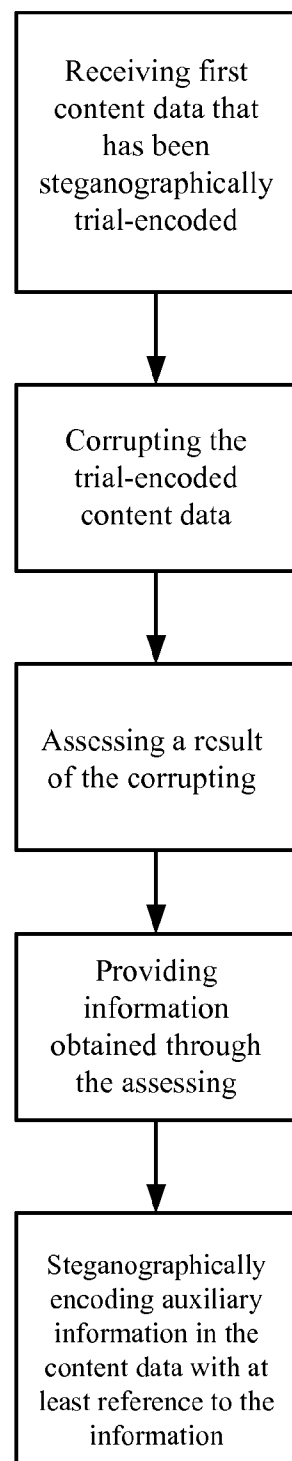 Receiving first
content data that
has been
steganographically
trial-encoded
Corrupting the
trial-encoded
content data
Assessing a result
of the corrupting
Providing
information
obtained through
the assessing
Steganographically
encoding auxiliary
information in the
content data with at
least reference to the
information